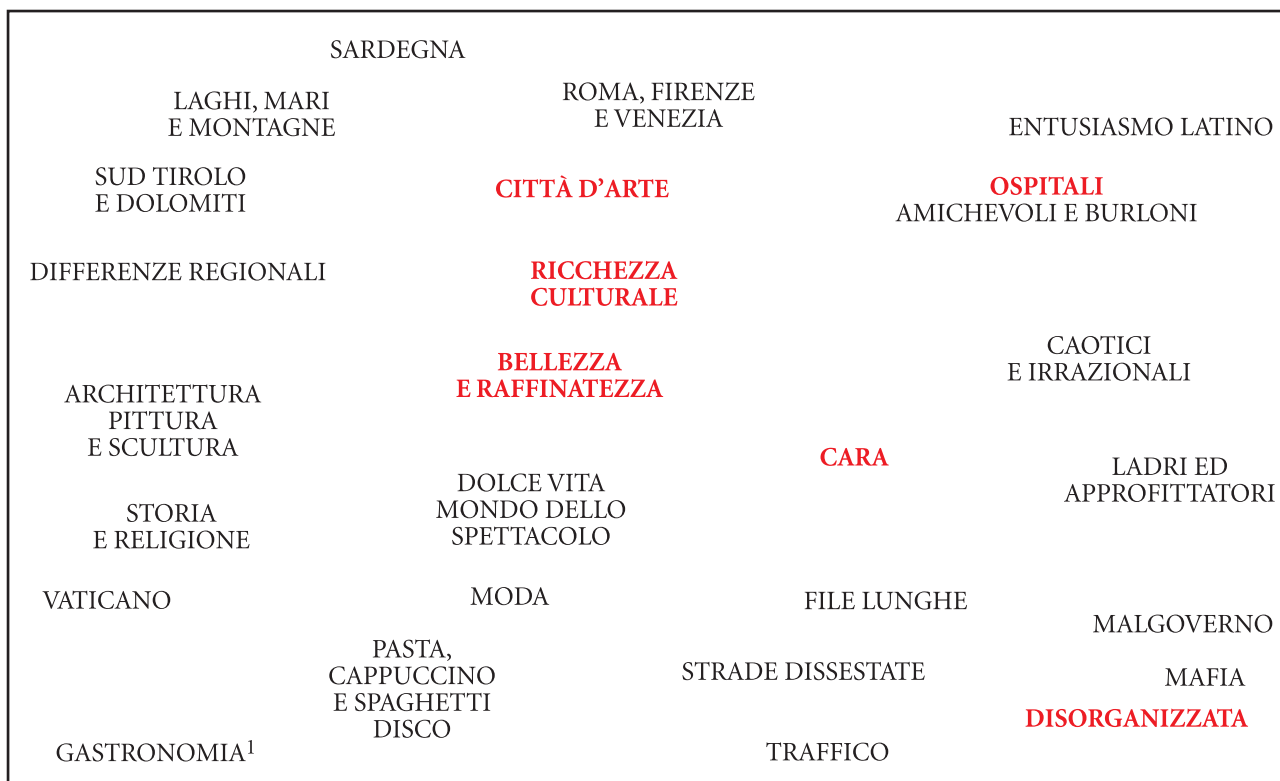 SARDEGNA
LAGHI, MARI
E MONTAGNE
ROMA, FIRENZE
E VENEZIA
ENTUSIASMO LATINO
SUD TIROLO
E DOLOMITI
CITTÀ D'ARTE
OSPITALI
AMICHEVOLI E BURLONI
DIFFERENZE REGIONALI
RICCHEZZA
CULTURALE
BELLEZZA
E RAFFINATEZZA
CAOTICI
E IRRAZIONALI
ARCHITETTURA
PITTURA
E SCULTURA
CARA
LADRI ED
APPROFITTATORI
DOLCE VITA
MONDO DELLO
SPETTACOLO
STORIA
E RELIGIONE
VATICANO
MODA
FILE LUNGHE
MALGOVERNO
PASTA,
CAPPUCCINO
E SPAGHETTI
DISCO
STRADE DISSESTATE
MAFIA
DISORGANIZZATA
GASTRONOMIA¹
TRAFFICO